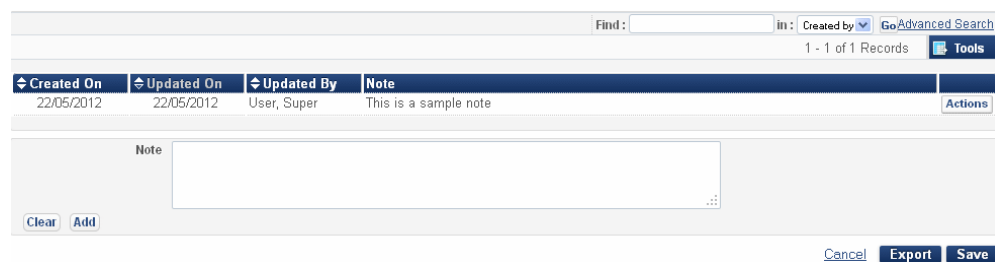 Find : in : Created by Go Advanced Search
1 - 1 of 1 Records Tools
Created On Updated On Updated By Note
22/05/2012 22/05/2012 User, Super This is a sample note Actions
Note
Clear Add
Cancel Export Save